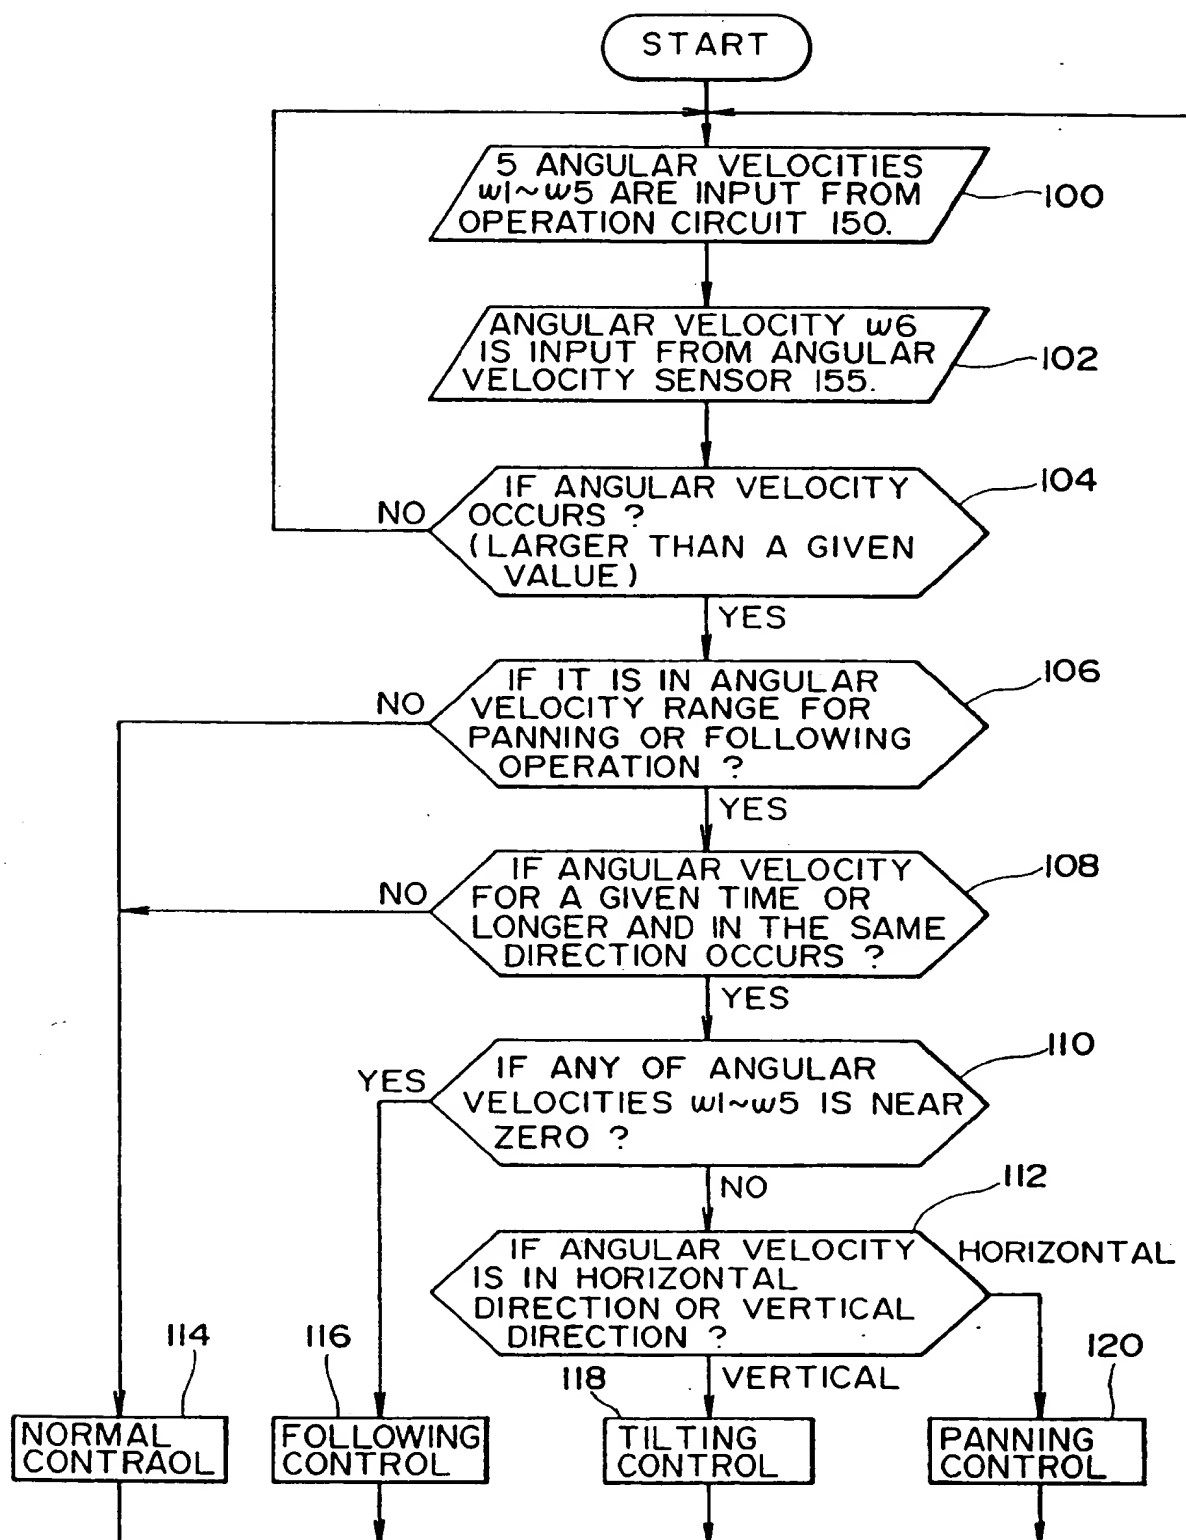 START
5 ANGULAR VELOCITIES
w1~w5 ARE INPUT FROM
OPERATION CIRCUIT 150.
100
ANGULAR VELOCITY w6
IS INPUT FROM ANGULAR
VELOCITY SENSOR 155.
102
IF ANGULAR VELOCITY
OCCURS ?
(LARGER THAN A GIVEN
VALUE)
104
NO
YES
IF IT IS IN ANGULAR
VELOCITY RANGE FOR
PANNING OR FOLLOWING
OPERATION ?
106
NO
YES
IF ANGULAR VELOCITY
FOR A GIVEN TIME OR
LONGER AND IN THE SAME
DIRECTION OCCURS ?
108
NO
YES
IF ANY OF ANGULAR
VELOCITIES w1~w5 IS NEAR
ZERO ?
110
YES
NO
112
IF ANGULAR VELOCITY
IS IN HORIZONTAL
DIRECTION OR VERTICAL
DIRECTION ?
HORIZONTAL
VERTICAL
114
NORMAL
CONTRAOL
116
FOLLOWING
CONTROL
118
TILTING
CONTROL
120
PANNING
CONTROL